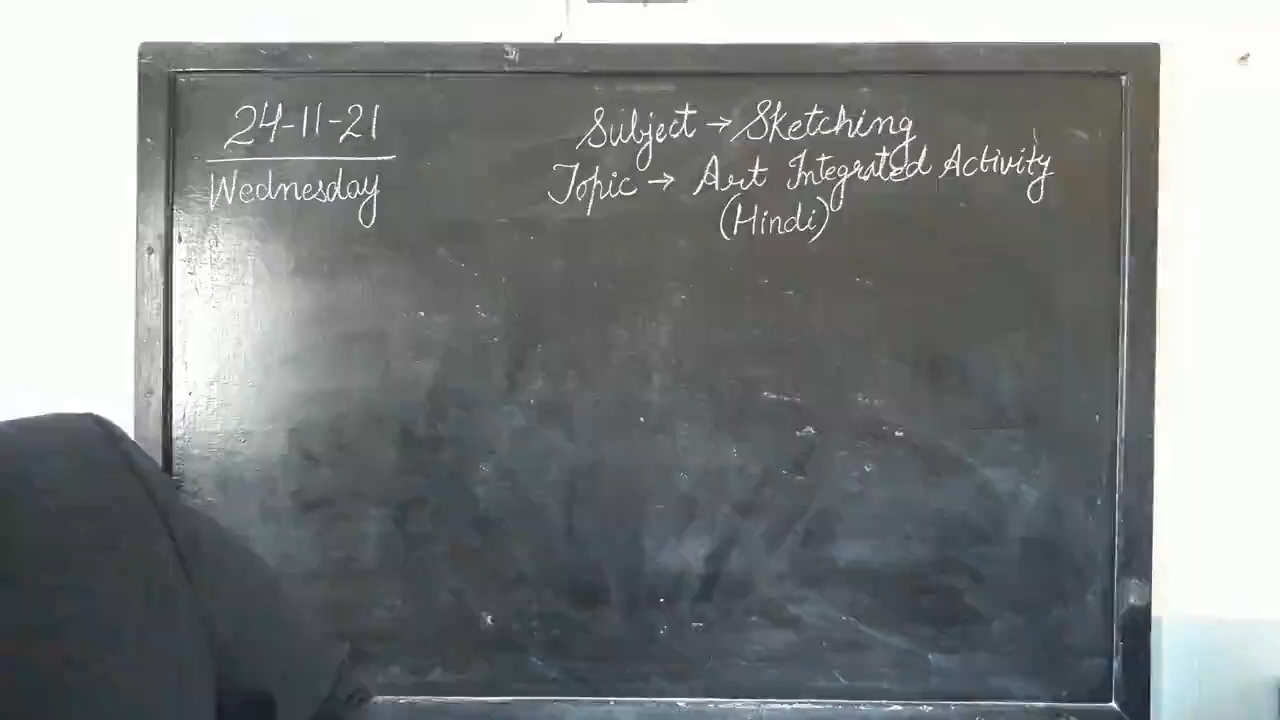 24-11-21
Wednesday
Subject → Sketching
Topic → Art Integrated Activity
(Hindi)